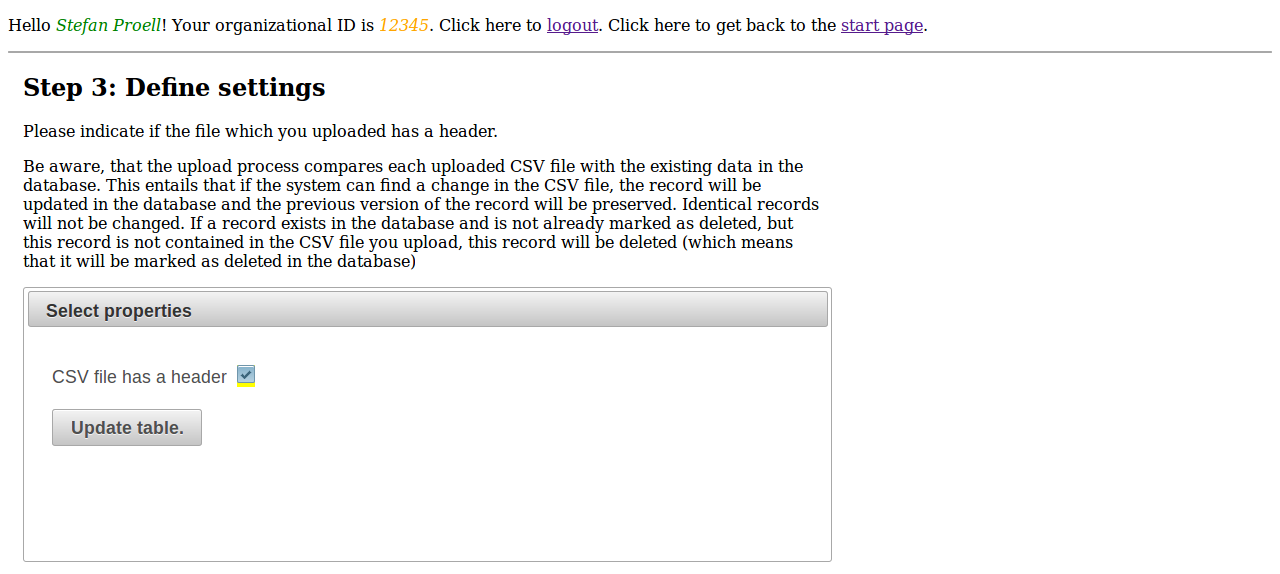 Hello Stefan Proell! Your organizational ID is 12345. Click here to logout. Click here to get back to the start page.
Step 3: Define settings
Please indicate if the file which you uploaded has a header.
Be aware, that the upload process compares each uploaded CSV file with the existing data in the
database. This entails that if the system can find a change in the CSV file, the record will be
updated in the database and the previous version of the record will be preserved. Identical records
will not be changed. If a record exists in the database and is not already marked as deleted, but
this record is not contained in the CSV file you upload, this record will be deleted (which means
that it will be marked as deleted in the database)
Select properties
CSV file has a header
Update table.